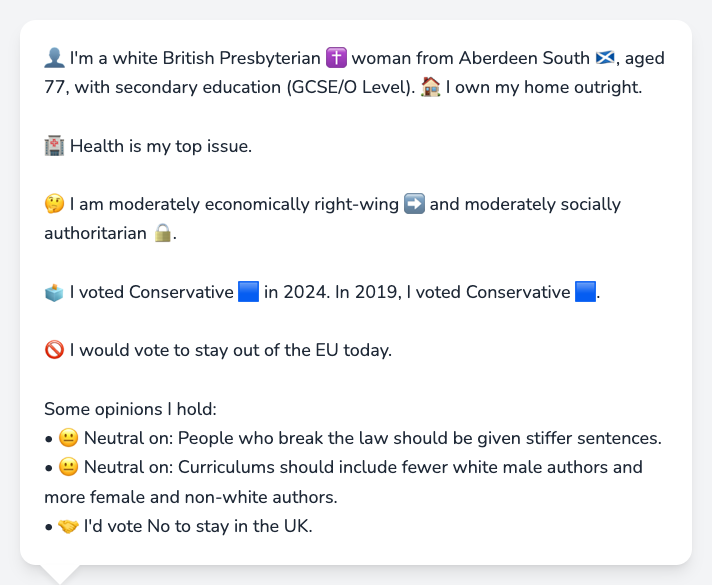 👤 I'm a white British Presbyterian ✝️ woman from Aberdeen South 🏴󠁧󠁢󠁳󠁣󠁴󠁿, aged
77, with secondary education (GCSE/O Level). 🏠 I own my home outright.
🏥 Health is my top issue.
🤔 I am moderately economically right-wing ➡️ and moderately socially
authoritarian 🔒.
🗳️ I voted Conservative 🟦 in 2024. In 2019, I voted Conservative 🟦.
🚫 I would vote to stay out of the EU today.
Some opinions I hold:
• 😐 Neutral on: People who break the law should be given stiffer sentences.
• 😐 Neutral on: Curriculums should include fewer white male authors and
more female and non-white authors.
• 🤝 I'd vote No to stay in the UK.